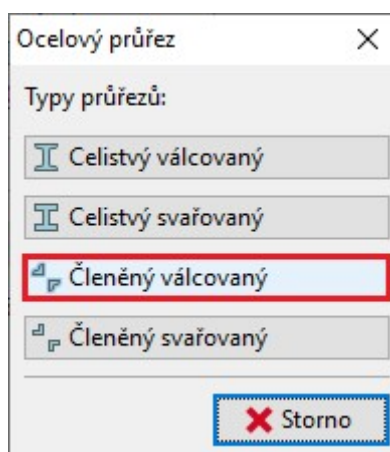 Ocelový průřez
Typy průřezů:
Celistvý válcovaný
Celistvý svařovaný
Členěný válcovaný
Členěný svařovaný
Storno